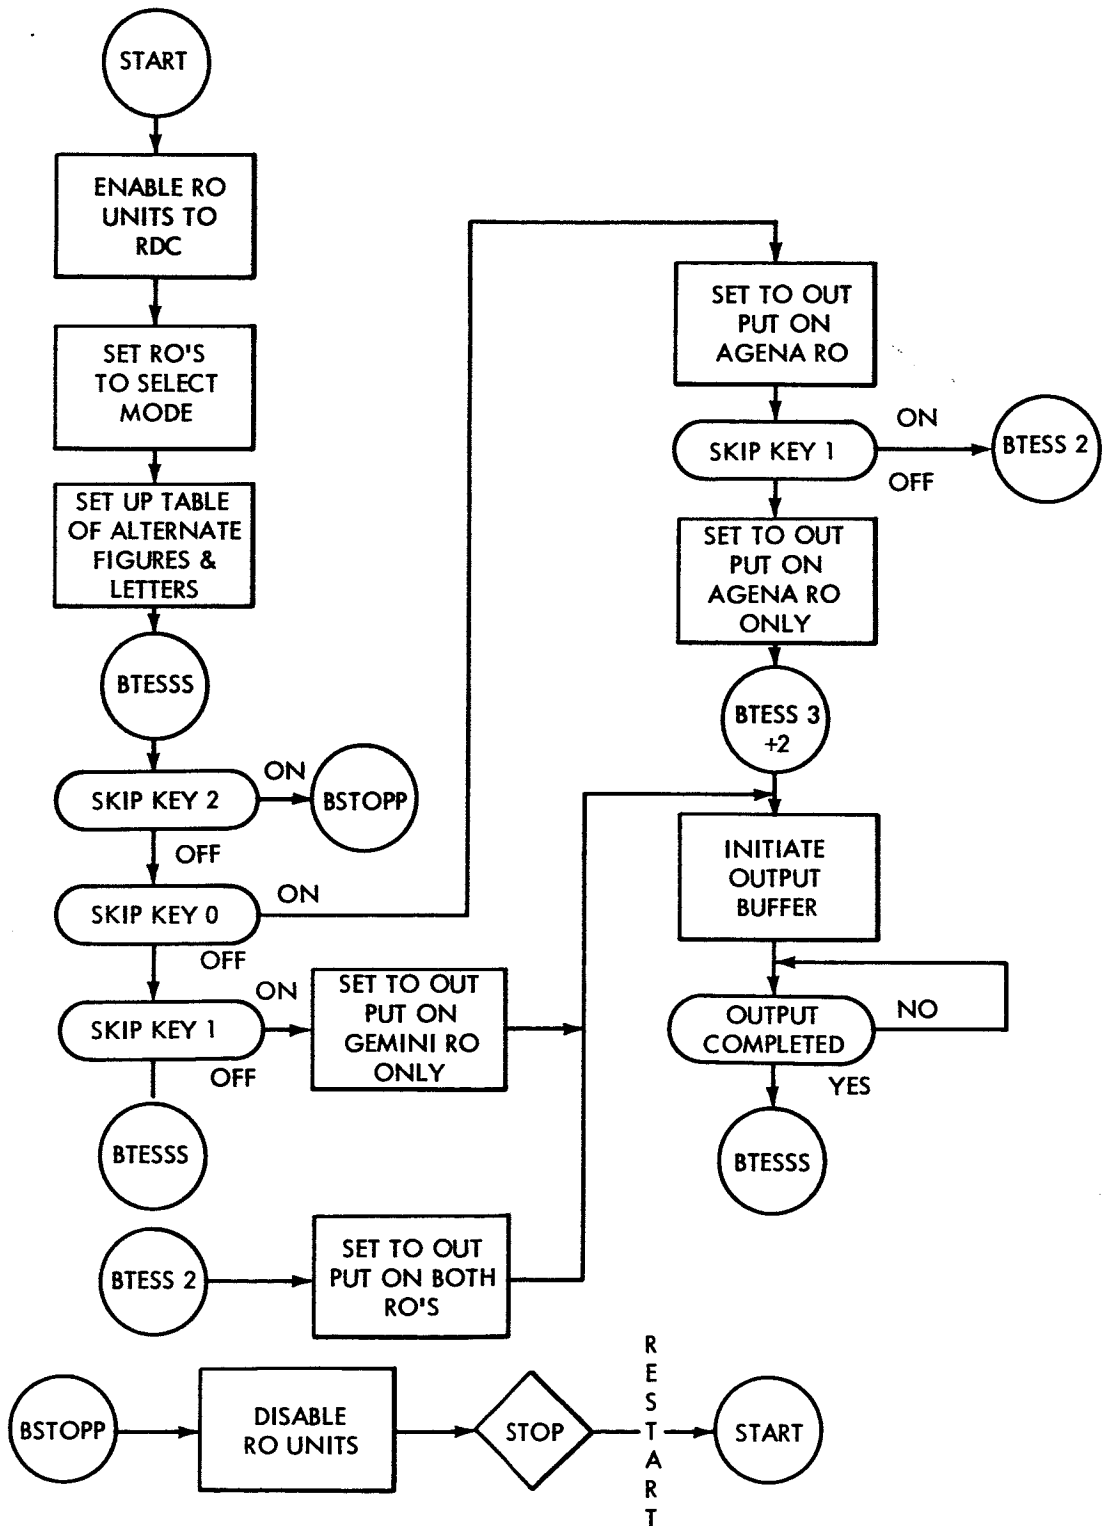 START
ENABLE RO
UNITS TO
RDC
SET RO'S
TO SELECT
MODE
SET UP TABLE
OF ALTERNATE
FIGURES &
LETTERS
BTESSS
SKIP KEY 2
ON
BSTOPP
OFF
SKIP KEY 0
ON
OFF
SKIP KEY 1
ON
OFF
SET TO OUT
PUT ON
GEMINI RO
ONLY
BTESSS
BTESS 2
SET TO OUT
PUT ON BOTH
RO'S
SET TO OUT
PUT ON
AGENA RO
SKIP KEY 1
ON
OFF
BTESS 2
SET TO OUT
PUT ON
AGENA RO
ONLY
BTESS 3
+2
INITIATE
OUTPUT
BUFFER
OUTPUT
COMPLETED
NO
YES
BTESSS
BSTOPP
DISABLE
RO UNITS
STOP
RESTART
START